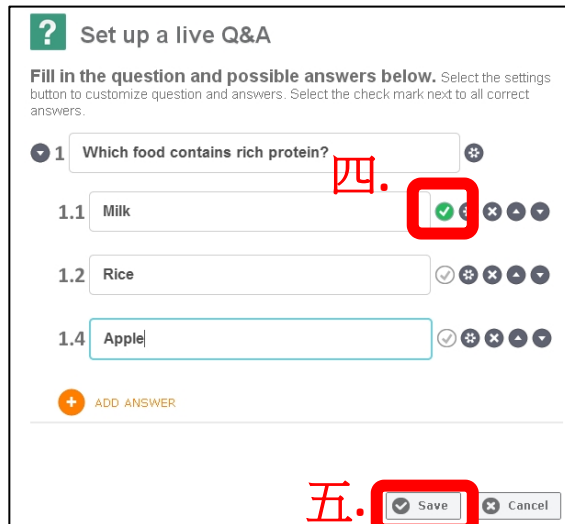 ? Set up a live Q&A
Fill in the question and possible answers below. Select the settings
button to customize question and answers. Select the check mark next to all correct
answers.
1 Which food contains rich protein?
四.
1.1 Milk
1.2 Rice
1.4 Apple
+ ADD ANSWER
五. Save Cancel